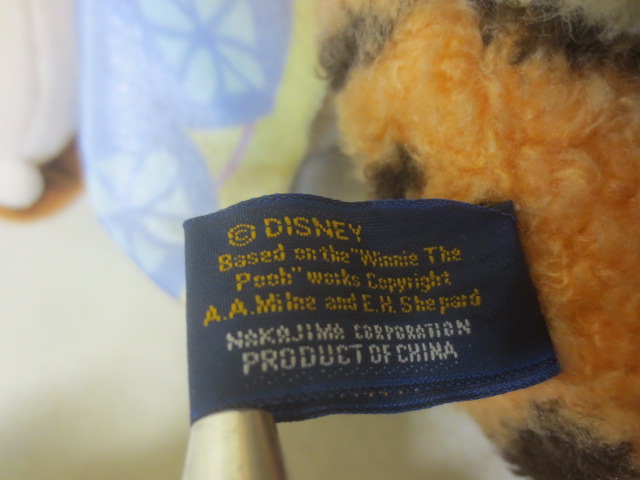 © DISNEY
Based on the "Winnie The
Pooh" works Copyright
A.A.Milne and E.H. Shepard
NAKAJIMA CORPORATION
PRODUCT OF CHINA